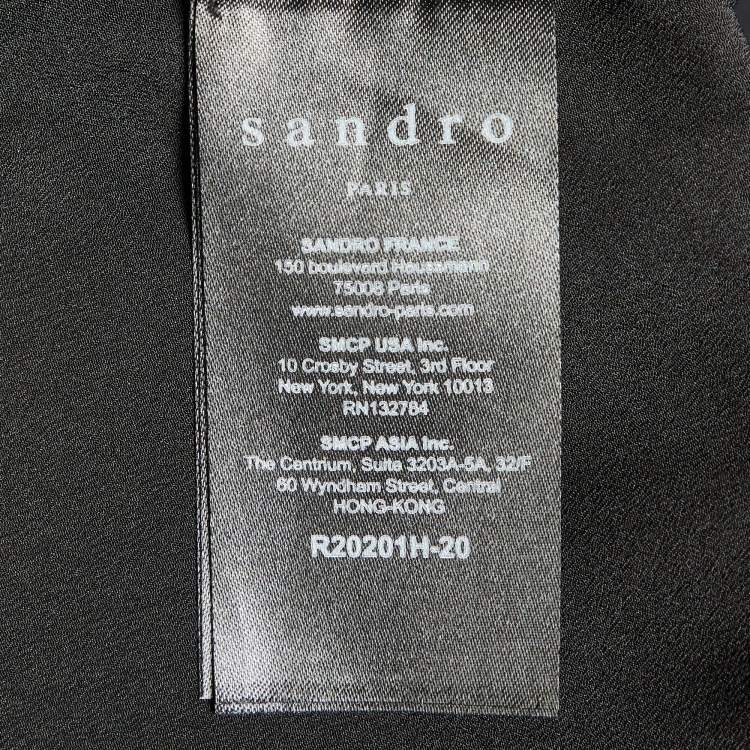 sandro
PARIS
SANDRO FRANCE
150 boulevard Haussmann
75008 Paris
www.sandro-paris.com
SMCP USA Inc.
10 Crosby Street, 3rd Floor
New York, New York 10013
RN132784
SMCP ASIA Inc.
The Centrium, Suite 3203A-5A, 32/F
60 Wyndham Street, Central
HONG-KONG
R20201H-20